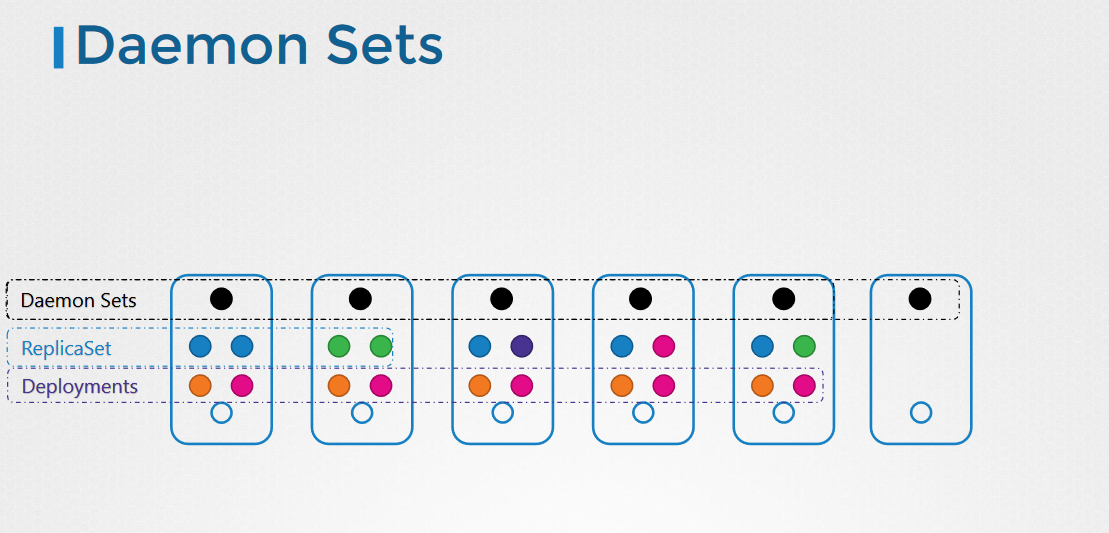 Daemon Sets
Daemon Sets
ReplicaSet
Deployments